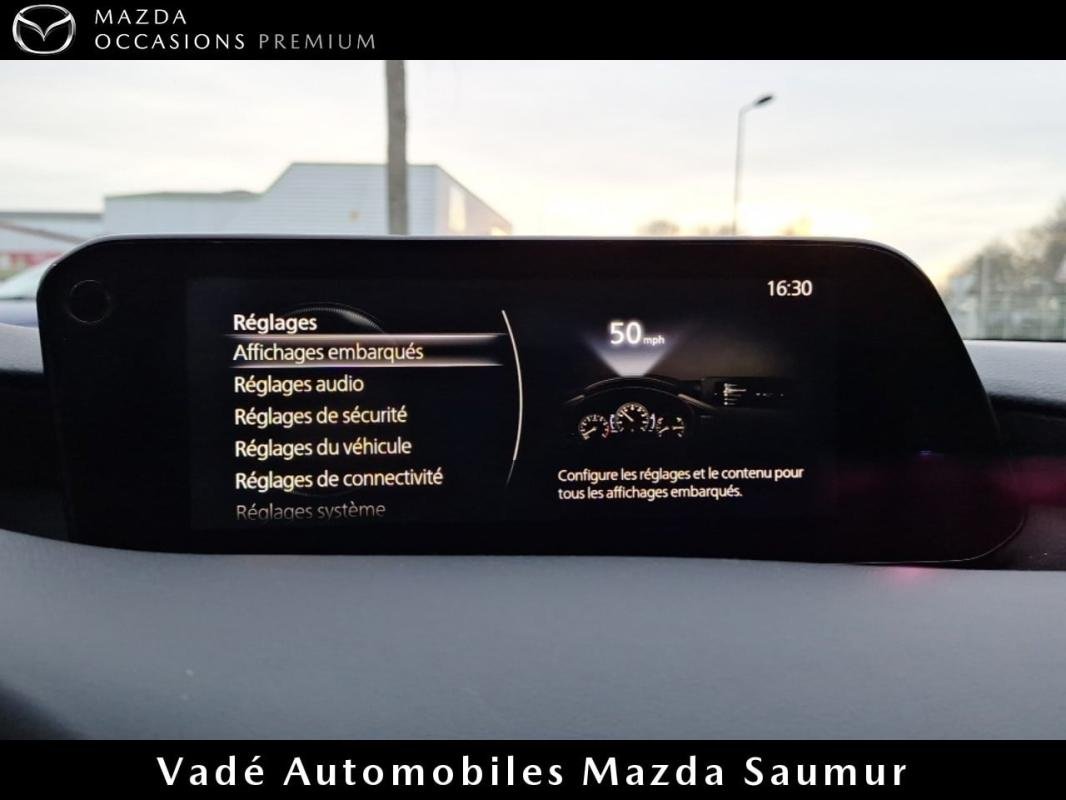 MAZDA
OCCASIONS PREMIUM
16:30
Réglages
Affichages embarqués
Réglages audio
Réglages de sécurité
Réglages du véhicule
Réglages de connectivité
Réglages système
50 mph
Configure les réglages et le contenu pour
tous les affichages embarqués.
Vadé Automobiles Mazda Saumur